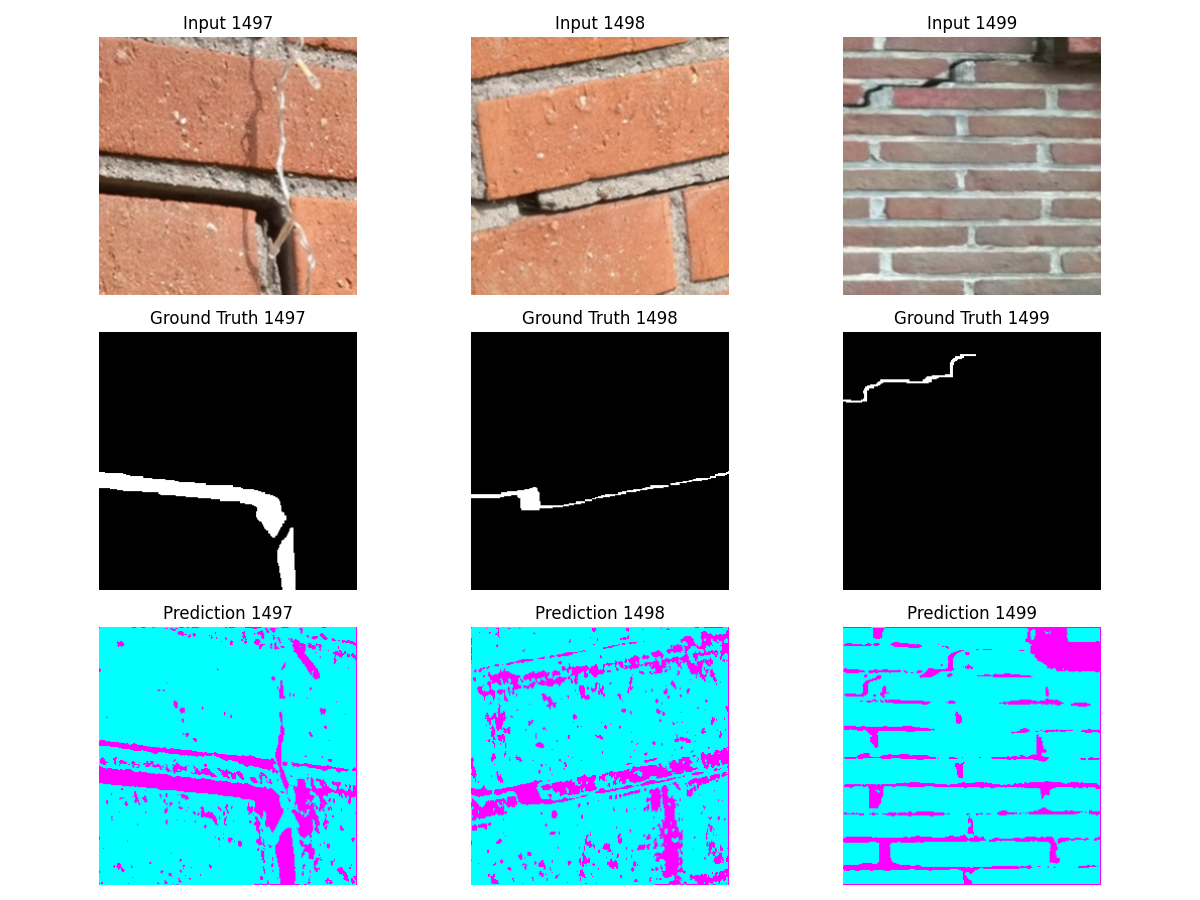 Input 1497
Input 1498
Input 1499
Ground Truth 1497
Ground Truth 1498
Ground Truth 1499
Prediction 1497
Prediction 1498
Prediction 1499